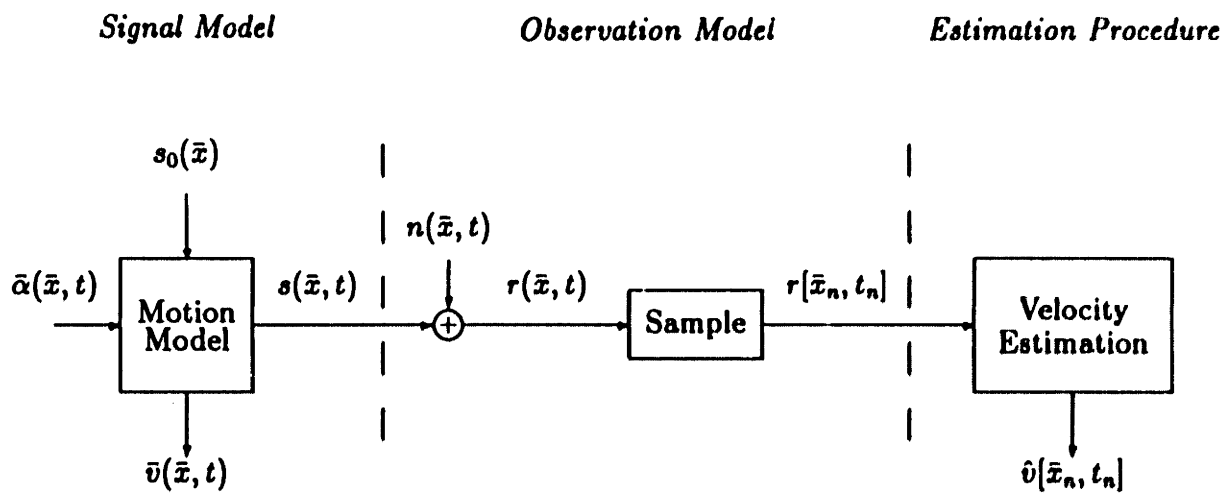 Signal Model Observation Model Estimation Procedure
s₀(x̄)
n(x̄, t)
ᾱ(x̄, t) s(x̄, t) r(x̄, t) r[x̄ₙ, tₙ]
Motion
Model
+
Sample
Velocity
Estimation
v̄(x̄, t) v̂[x̄ₙ, tₙ]